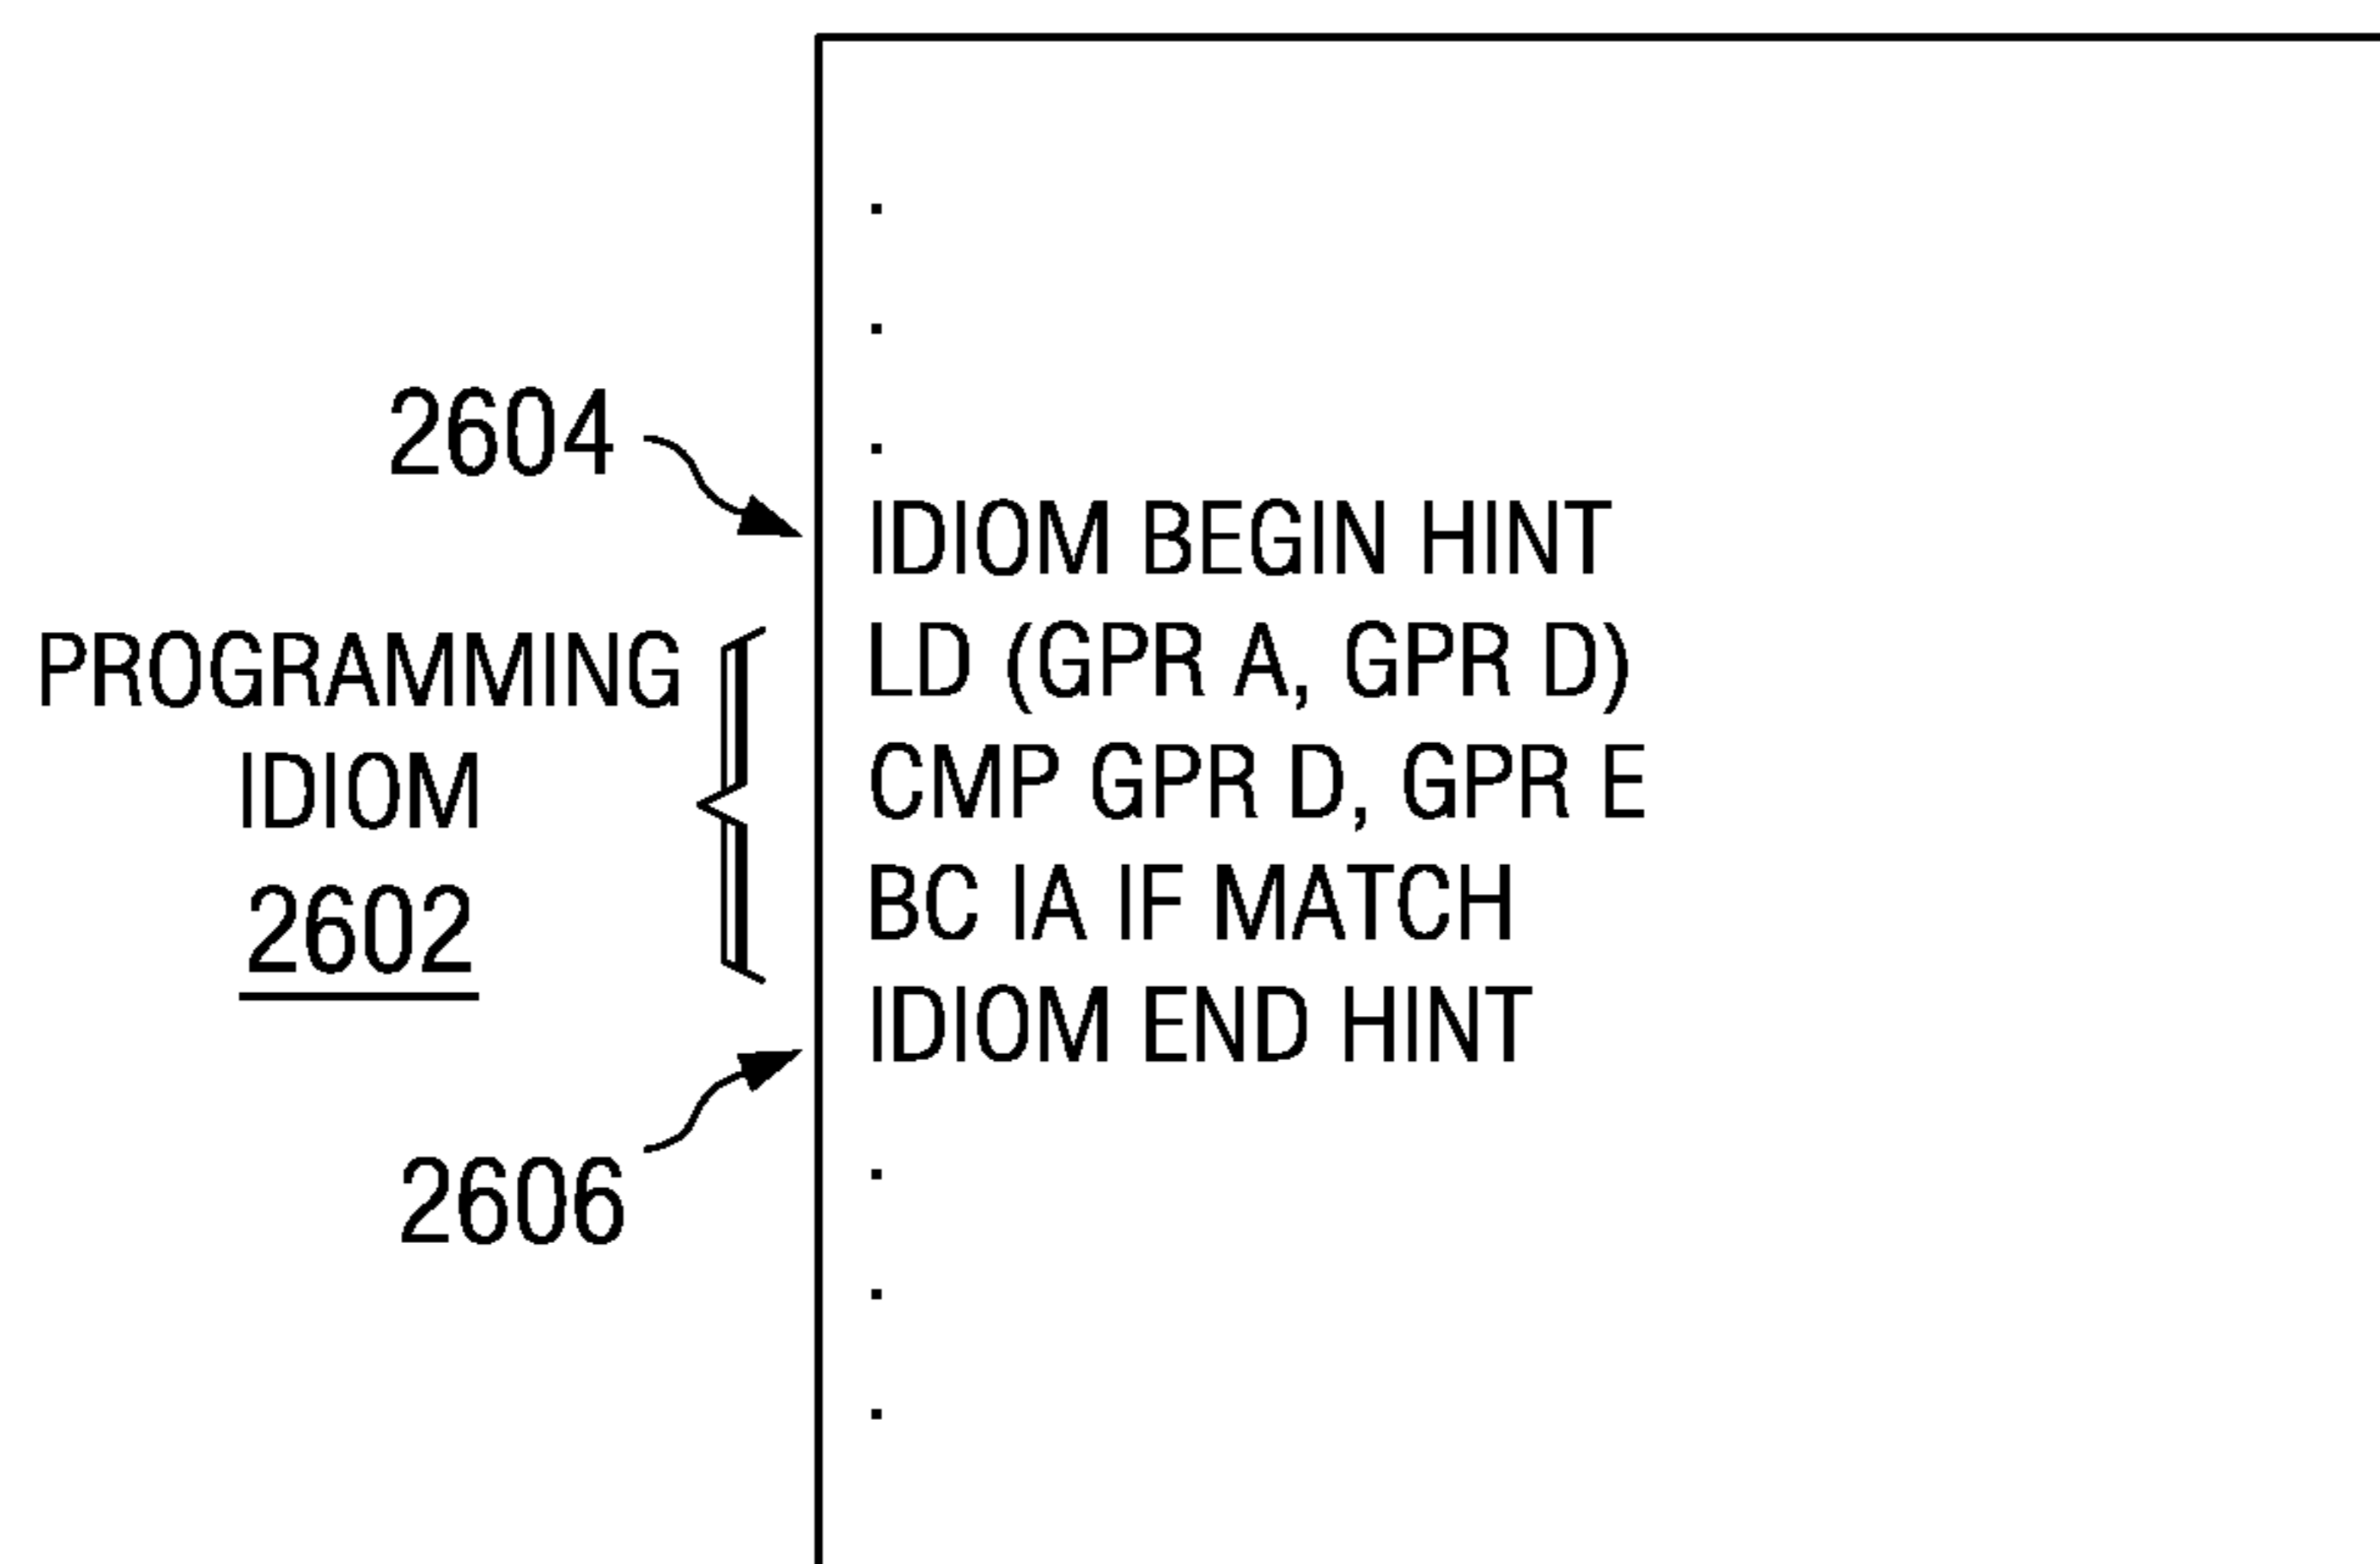 .
.
.
2604
IDIOM BEGIN HINT
PROGRAMMING
IDIOM
2602
LD (GPR A, GPR D)
CMP GPR D, GPR E
BC IA IF MATCH
IDIOM END HINT
2606
.
.
.